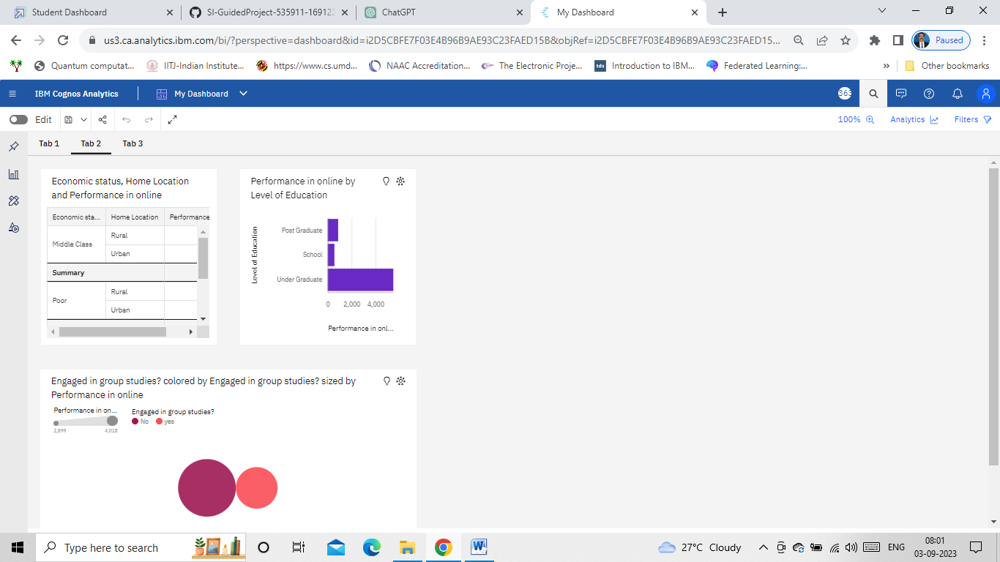 Student Dashboard
SI-GuidedProject-535911-169122
ChatGPT
My Dashboard
us3.ca.analytics.ibm.com/bi/?perspective=dashboard&id=i2D5CBFE7F03E4B96B9AE93C23FAED15B&objRef=i2D5CBFE7F03E4B96B9AE93C23FAED15...
Paused
Quantum computat...
IITJ-Indian Institute...
https://www.cs.umd...
NAAC Accreditation...
The Electronic Proje...
tds
Introduction to IBM...
Federated Learning:...
»
Other bookmarks
IBM Cognos Analytics
My Dashboard
363
Edit
100%
Analytics
Filters
Tab 1
Tab 2
Tab 3
Economic status, Home Location
and Performance in online
Economic sta...
Home Location
Performance
Middle Class
Rural
Urban
Summary
Poor
Rural
Urban
Performance in online by
Level of Education
Level of Education
Post Graduate
School
Under Graduate
0
2,000
4,000
Performance in onl...
Engaged in group studies? colored by Engaged in group studies? sized by
Performance in online
Performance in on...
2,899
4,018
Engaged in group studies?
No
yes
Type here to search
27°C Cloudy
ENG
08:01
03-09-2023